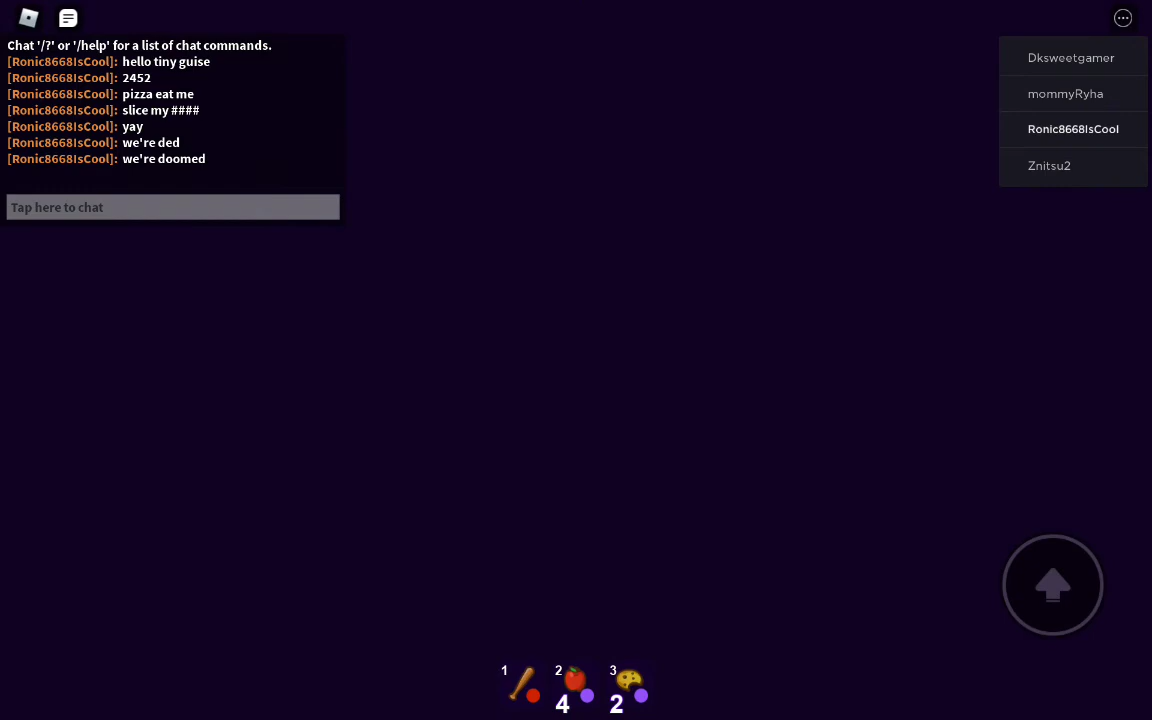 Chat '/?' or '/help' for a list of chat commands.
[Ronic8668IsCool]: hello tiny guise
[Ronic8668IsCool]: 2452
[Ronic8668IsCool]: pizza eat me
[Ronic8668IsCool]: slice my ####
[Ronic8668IsCool]: yay
[Ronic8668IsCool]: we're ded
[Ronic8668IsCool]: we're doomed
Tap here to chat
Dksweetgamer
mommyRyha
Ronic8668IsCool
Znitsu2
1 2 3
4 2